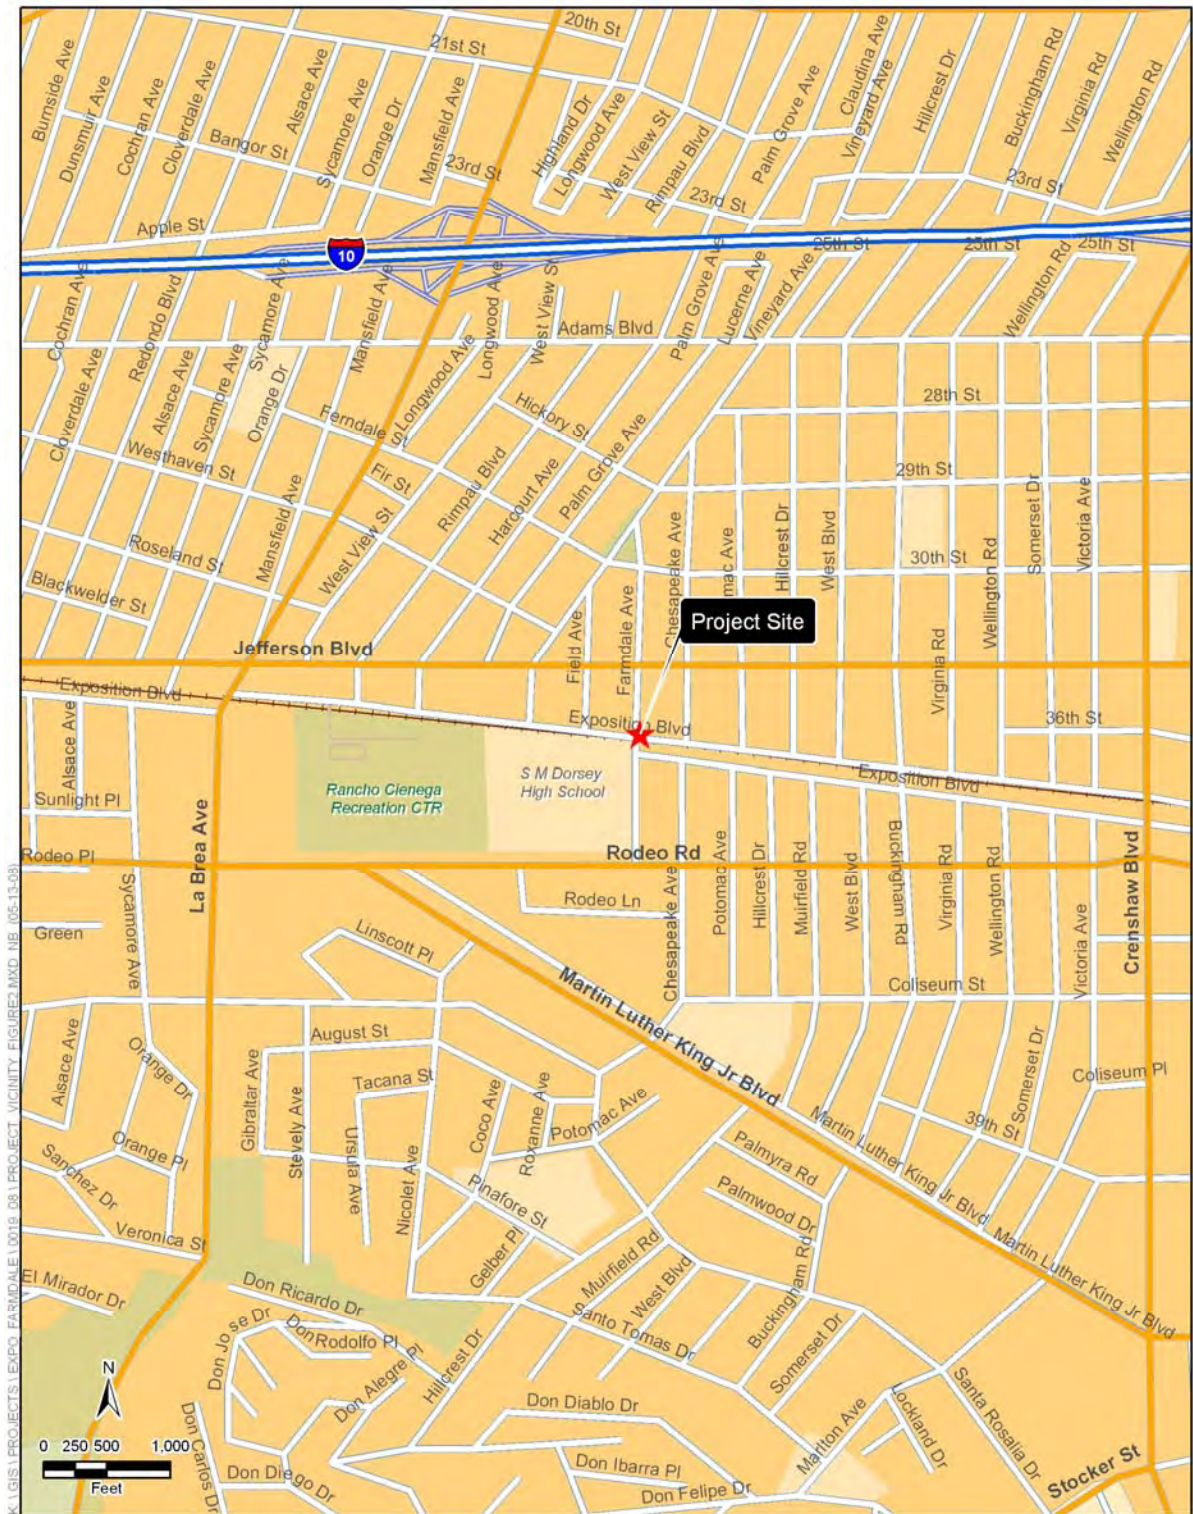 20th St
21st St
Burnside Ave
Dunsmuir Ave
Cochran Ave
Cloverdale Ave
Alsace Ave
Sycamore Ave
Orange Dr
Mansfield Ave
Bangor St
23rd St
Highland Dr
Longwood Ave
West View St
Rimpau Blvd
Palm Grove Ave
Claudina Ave
Vineyard Ave
Hillcrest Dr
Buckingham Rd
Virginia Rd
Wellington Rd
23rd St
23rd St
Apple St
10
25th St
25th St
25th St
Cochran Ave
Redondo Blvd
Sycamore Ave
Mansfield Ave
Longwood Ave
West View St
Adams Blvd
Palm Grove Ave
Lucerne Ave
Vineyard Ave
Wellington Rd
Cloverdale Ave
Alsace Ave
Sycamore Ave
Orange Dr
Longwood Ave
Ferndale St
Hickory St
28th St
Westhaven St
Fir St
Rimpau Blvd
Harcourt Ave
Palm Grove Ave
29th St
Mansfield Ave
West View St
Roseland St
Blackwelder St
Chesapeake Ave
mac Ave
Hillcrest Dr
West Blvd
30th St
Wellington Rd
Somerset Dr
Victoria Ave
Project Site
Jefferson Blvd
Field Ave
Farmdale Ave
Virginia Rd
Exposition Blvd
Exposition Blvd
36th St
Alsace Ave
Exposition Blvd
S M Dorsey
High School
Rancho Cienega
Recreation CTR
Sunlight Pl
La Brea Ave
Rodeo Rd
Rodeo Pl
Crenshaw Blvd
Potomac Ave
Hillcrest Dr
Muirfield Rd
West Blvd
Buckingham Rd
Virginia Rd
Wellington Rd
Victoria Ave
Sycamore Ave
Green
Rodeo Ln
Chesapeake Ave
Linscott Pl
Martin Luther King Jr Blvd
Coliseum St
August St
Alsace Ave
Orange Dr
Gibraltar Ave
Stevely Ave
Tacana St
Ursula Ave
Nicolet Ave
Coco Ave
Roxanne Ave
Potomac Ave
Somerset Dr
Coliseum Pl
39th St
Martin Luther King Jr Blvd
Palmyra Rd
Palmwood Dr
Orange Pl
Sanchez Dr
Veronica St
Pinafore St
Gelber Pl
Muirfield Rd
West Blvd
Buckingham Rd
Martin Luther King Jr Blvd
El Mirador Dr
Don Ricardo Dr
Don Jose Dr
Don Rodolfo Pl
Don Alegre Pl
Hillcrest Dr
Santo Tomas Dr
Somerset Dr
Don Diablo Dr
Marlton Ave
Lockland Dr
Santa Rosalia Dr
Don Carlos Dr
Don Diego Dr
Don Ibarra Pl
Don Felipe Dr
Stocker St
N
0 250 500 1,000
Feet
K:\GIS\PROJECTS\EXPO_FARMDALE\0019_08\PROJECT_VICINITY_FIGURE2.MXD NB (05-13-08)